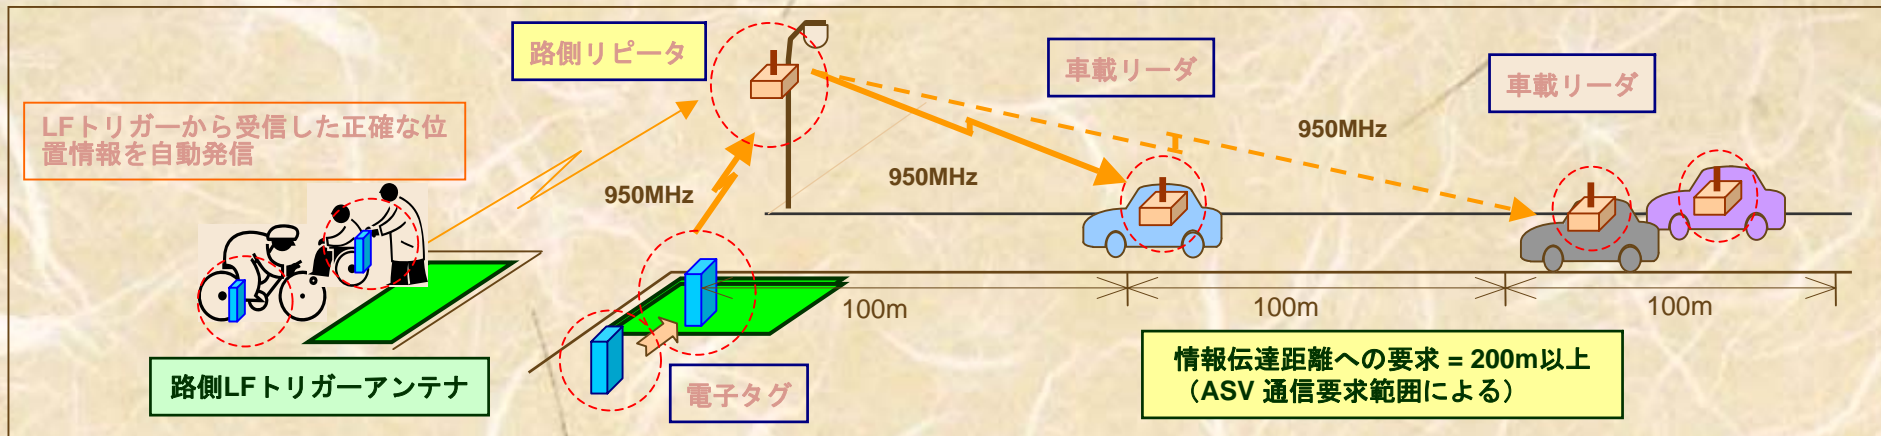 路側リピータ
車載リーダ
車載リーダ
LFトリガーから受信した正確な位
置情報を自動発信
950MHz
950MHz
950MHz
100m
100m
100m
路側LFトリガーアンテナ
電子タグ
情報伝達距離への要求 = 200m以上
（ASV 通信要求範囲による）